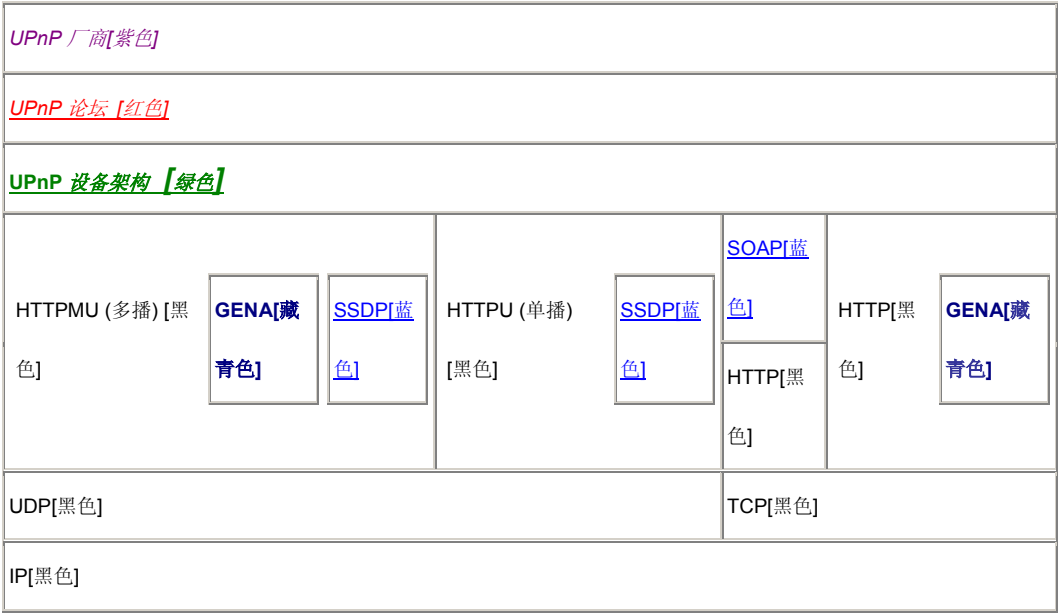 UPnP 厂商[紫色]
UPnP 论坛 [红色]
UPnP 设备架构 [绿色]
HTTPMU (多播) [黑
色]
GENA[藏
青色]
SSDP[蓝
色]
HTTPU (单播)
[黑色]
SSDP[蓝
色]
SOAP[蓝
色]
HTTP[黑
色]
HTTP[黑
色]
GENA[藏
青色]
UDP[黑色]
TCP[黑色]
IP[黑色]